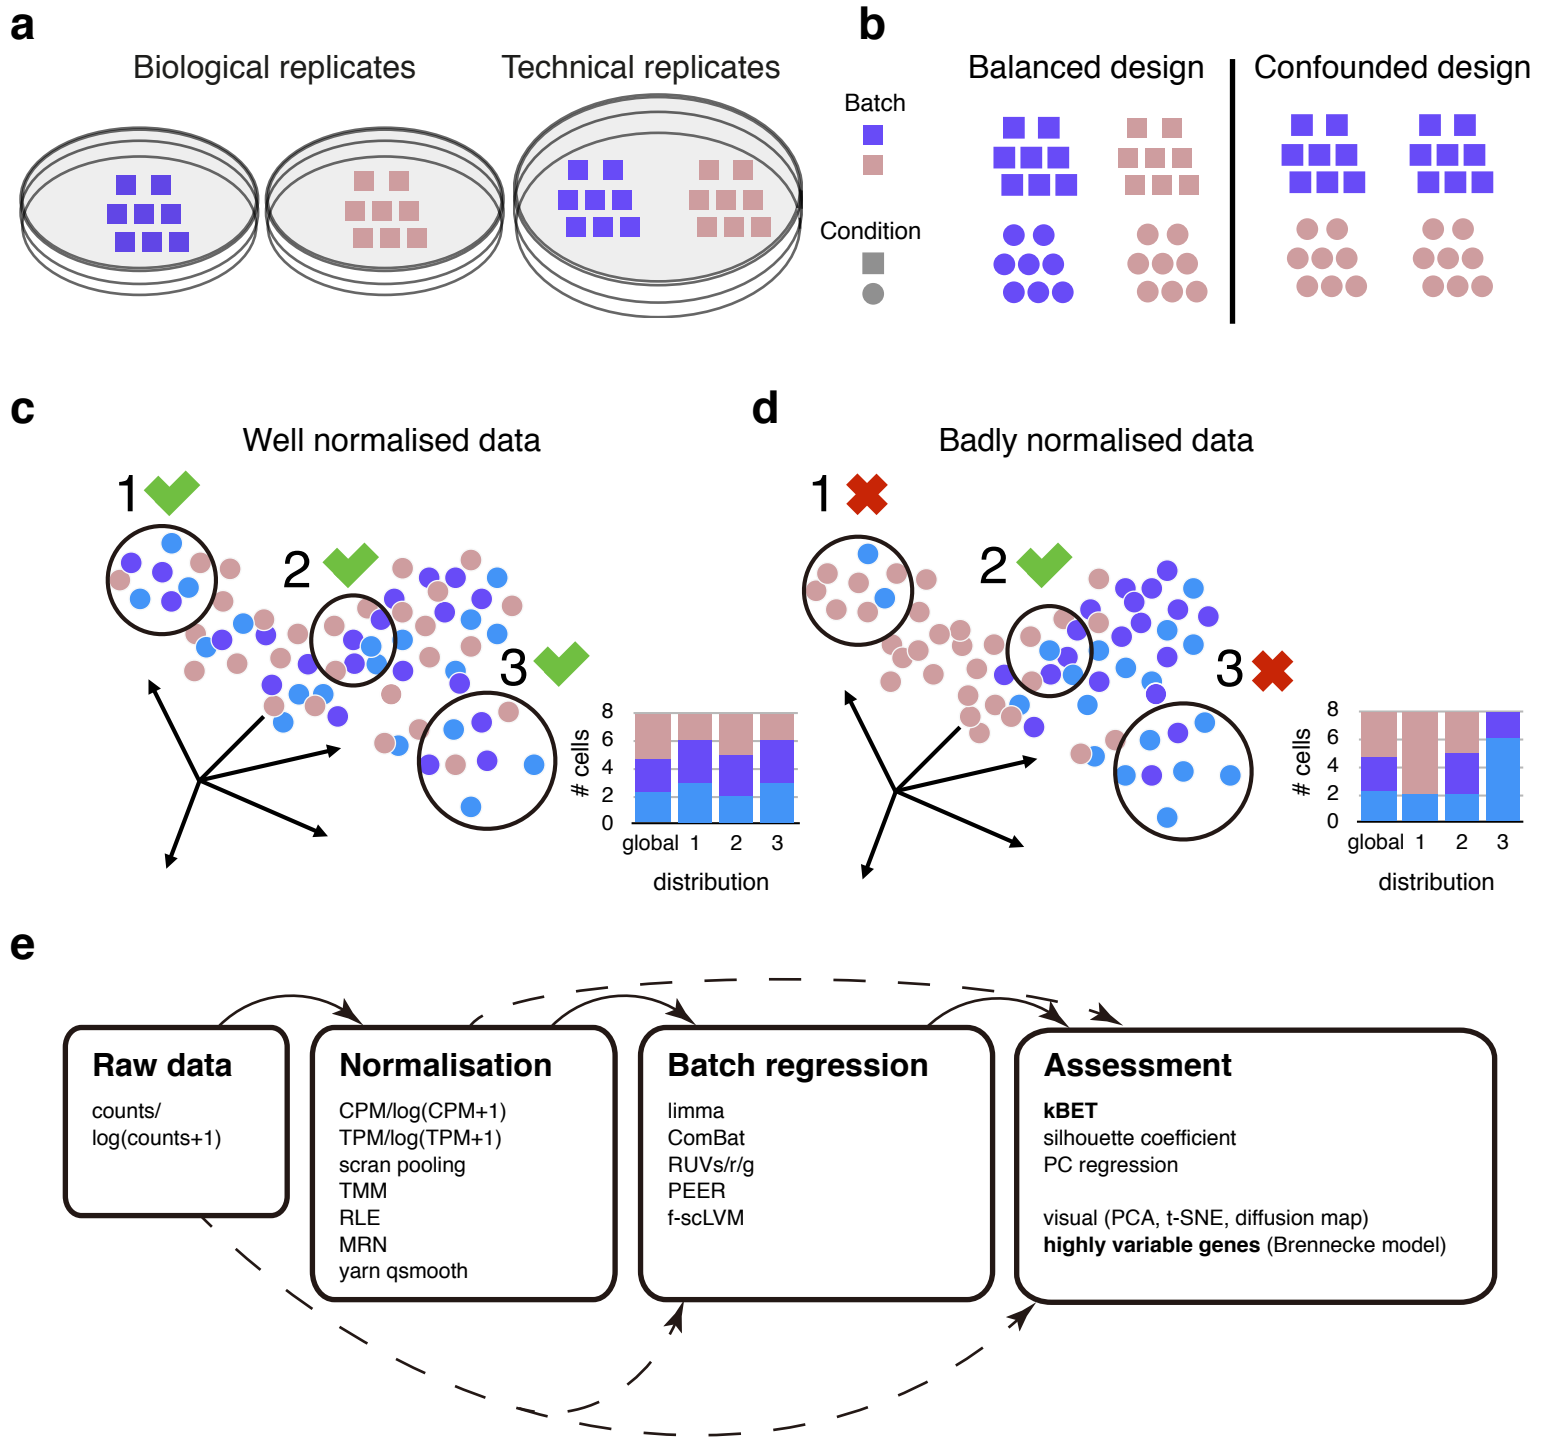 a
Biological replicates
Technical replicates
b
Balanced design
Confounded design
Batch
Condition
c
Well normalised data
1
2
3
8
6
4
2
0
# cells
global 1 2 3
distribution
d
Badly normalised data
1
2
3
8
6
4
2
0
# cells
global 1 2 3
distribution
e
Raw data
counts/
log(counts+1)
Normalisation
CPM/log(CPM+1)
TPM/log(TPM+1)
scran pooling
TMM
RLE
MRN
yarn qsmooth
Batch regression
limma
ComBat
RUVs/r/g
PEER
f-scLVM
Assessment
kBET
silhouette coefficient
PC regression
visual (PCA, t-SNE, diffusion map)
highly variable genes (Brennecke model)